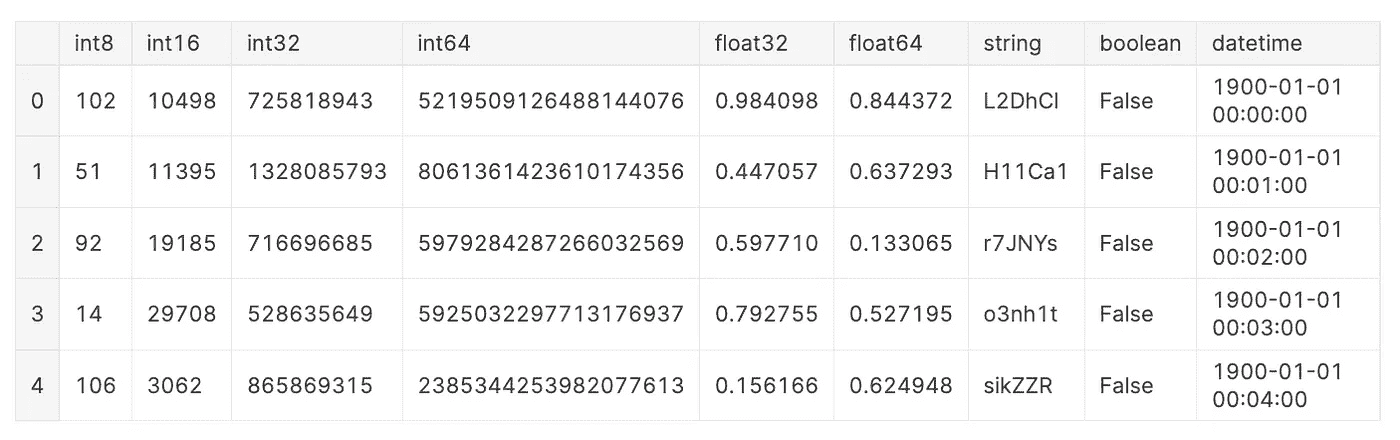 int8 int16 int32 int64 float32 float64 string boolean datetime
0 102 10498 725818943 5219509126488144076 0.984098 0.844372 L2DhCl False 1900-01-01
00:00:00
1 51 11395 1328085793 8061361423610174356 0.447057 0.637293 H11Ca1 False 1900-01-01
00:01:00
2 92 19185 716696685 5979284287266032569 0.597710 0.133065 r7JNYs False 1900-01-01
00:02:00
3 14 29708 528635649 5925032297713176937 0.792755 0.527195 o3nh1t False 1900-01-01
00:03:00
4 106 3062 865869315 2385344253982077613 0.156166 0.624948 sikZZR False 1900-01-01
00:04:00